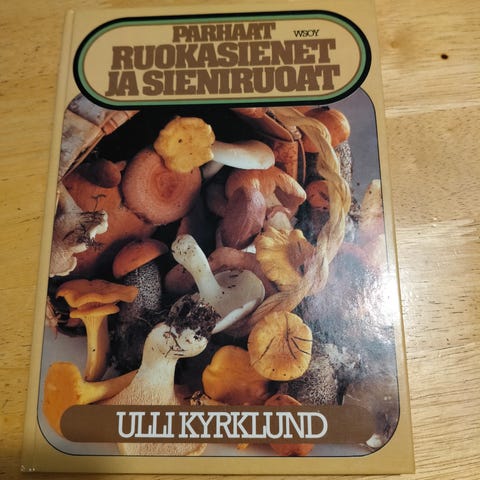 PARHAAT
WSOY
RUOKASIENET
JA SIENIRUOAT
ULLI KYRKLUND